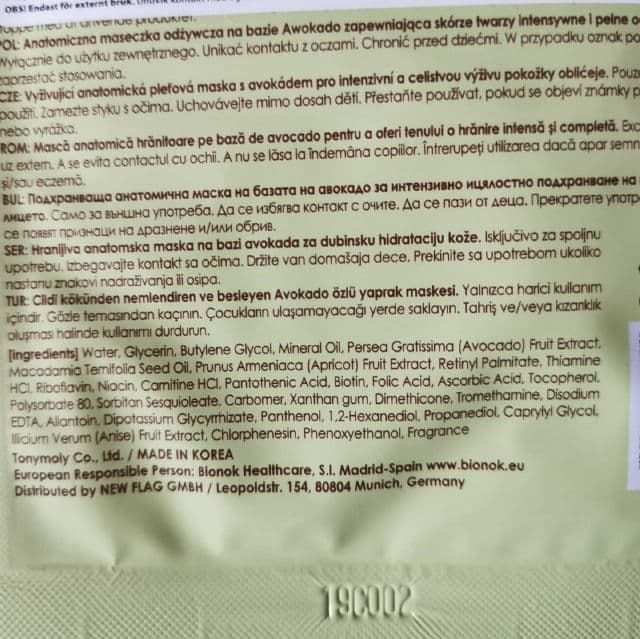 OBS! Endast för externt bruk.
POL: Anatomiczna maseczka odżywcza na bazie Awokado zapewniająca skórze twarzy intensywne i pełne
Wyłącznie do użytku zewnętrznego. Unikać kontaktu z oczami. Chronić przed dziećmi. W przypadku oznak
zaprzestać stosowania.
CZE: Vyživující anatomická pleťová maska s avokádem pro intenzivní a celistvou výživu pokožky obličeje.
použití. Zamezte styku s očima. Uchovávejte mimo dosah dětí. Přestaňte používat, pokud se objeví známky
nebo vyrážka.
ROM: Mască anatomică hrănitoare pe bază de avocado pentru a aferi tenului o hrănire intensă și completă.
uz extern. A se evita contactul cu ochii. A nu se lăsa la îndemâna copiilor. Întrerupeți utilizarea dacă apar
și/sau eczemă.
BUL: Подхранваща анатомична маска на базата на авокадо за интензивно ицялостно подхранване на
лицето. Само за външна употреба. Да се избягва контакт с очите. Да се пази от деца. Прекратете
се появят признаци на дразнене и/или обрив.
SER: Hranljiva anatomska maska na bazi avokada za dubinsku hidrataciju kože. Isključivo za spoljnu
upotrebu. Izbegavajte kontakt sa očima. Držite van domašaja dece. Prekinite sa upotrebom ukoliko
nastanu znakovi nadraživanja ili osipa.
TUR: Cildi kökünden nemlendiren ve besleyen Avokado özlü yaprak maskesi. Yalnızca harici kullanım
içindir. Gözle temasından kaçının. Çocukların ulaşamayacağı yerde saklayın. Tahriş ve/veya kızarıklık
oluşması halinde kullanımı durdurun.
[Ingredients] Water, Glycerin, Butylene Glycol, Mineral Oil, Persea Gratissima (Avocado) Fruit Extract,
Macadamia Ternifolia Seed Oil, Prunus Armeniaca (Apricot) Fruit Extract, Retinyl Palmitate, Thiamine
HCl, Riboflavin, Niacin, Carnitine HCl, Pantothenic Acid, Biotin, Folic Acid, Ascorbic Acid, Tocopherol,
Polysorbate 80, Sorbitan Sesquioleate, Carbomer, Xanthan gum, Dimethicone, Tromethamine, Disodium
EDTA, Allantoin, Dipotassium Glycyrrhizate, Panthenol, 1,2-Hexanediol, Propanediol, Caprylyl Glycol,
Illicium Verum (Anise) Fruit Extract, Chlorphenesin, Phenoxyethanol, Fragrance
Tonymoly Co., Ltd. / MADE IN KOREA
European Responsible Person: Bionok Healthcare, S.l. Madrid-Spain www.bionok.eu
Distributed by NEW FLAG GMBH / Leopoldstr. 154, 80804 Munich, Germany
19C002